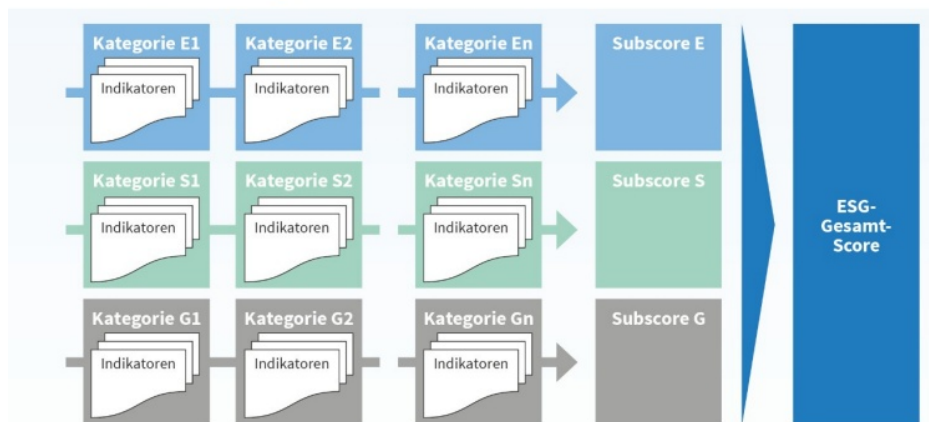 Kategorie E1
Kategorie E2
Kategorie En
Subscore E
Indikatoren
Indikatoren
Indikatoren
Kategorie S1
Kategorie S2
Kategorie Sn
Subscore S
Indikatoren
Indikatoren
Indikatoren
ESG-
Gesamt-
Score
Kategorie G1
Kategorie G2
Kategorie Gn
Subscore G
Indikatoren
Indikatoren
Indikatoren